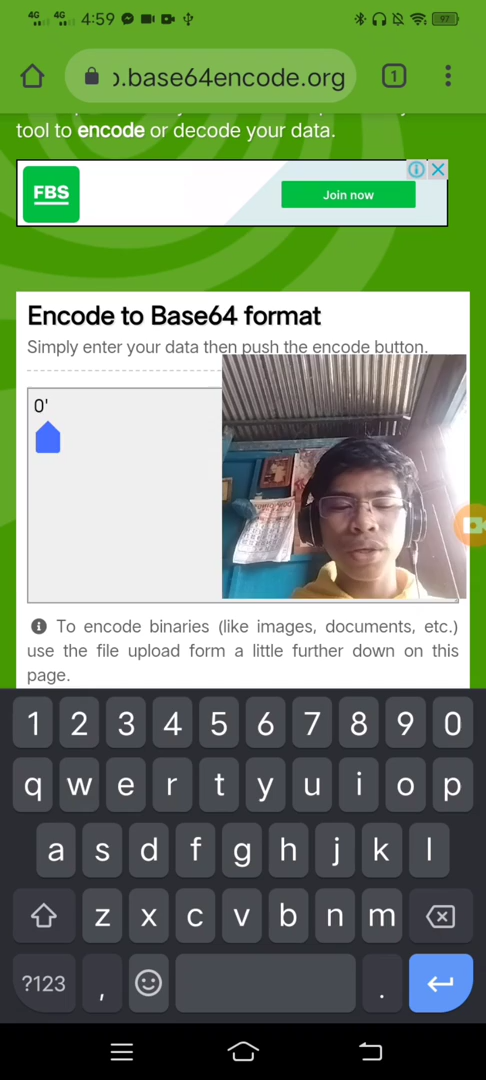 4G 4G 4:59 97
ɔ.base64encode.org 1
tool to encode or decode your data.
FBS Join now
Encode to Base64 format
Simply enter your data then push the encode button.
0'
To encode binaries (like images, documents, etc.)
use the file upload form a little further down on this
page.
1 2 3 4 5 6 7 8 9 0
q w e r t y u i o p
a s d f g h j k l
z x c v b n m
?123 , .